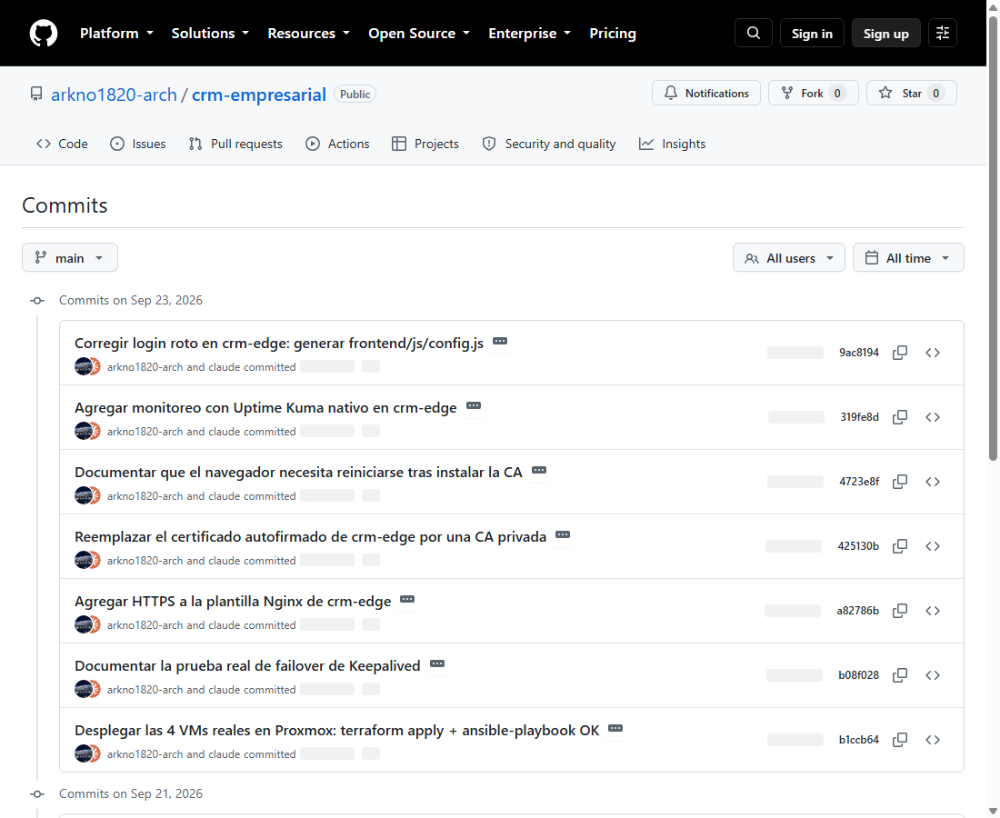 Platform Solutions Resources Open Source Enterprise Pricing Sign in Sign up
arkno1820-arch / crm-empresarial Public Notifications Fork 0 Star 0
Code Issues Pull requests Actions Projects Security and quality Insights
Commits
main All users All time
Commits on Sep 23, 2026
Corregir login roto en crm-edge: generar frontend/js/config.js
arkno1820-arch and claude committed
9ac8194
Agregar monitoreo con Uptime Kuma nativo en crm-edge
arkno1820-arch and claude committed
319fe8d
Documentar que el navegador necesita reiniciarse tras instalar la CA
arkno1820-arch and claude committed
4723e8f
Reemplazar el certificado autofirmado de crm-edge por una CA privada
arkno1820-arch and claude committed
425130b
Agregar HTTPS a la plantilla Nginx de crm-edge
arkno1820-arch and claude committed
a82786b
Documentar la prueba real de failover de Keepalived
arkno1820-arch and claude committed
b08f028
Desplegar las 4 VMs reales en Proxmox: terraform apply + ansible-playbook OK
arkno1820-arch and claude committed
b1ccb64
Commits on Sep 21, 2026